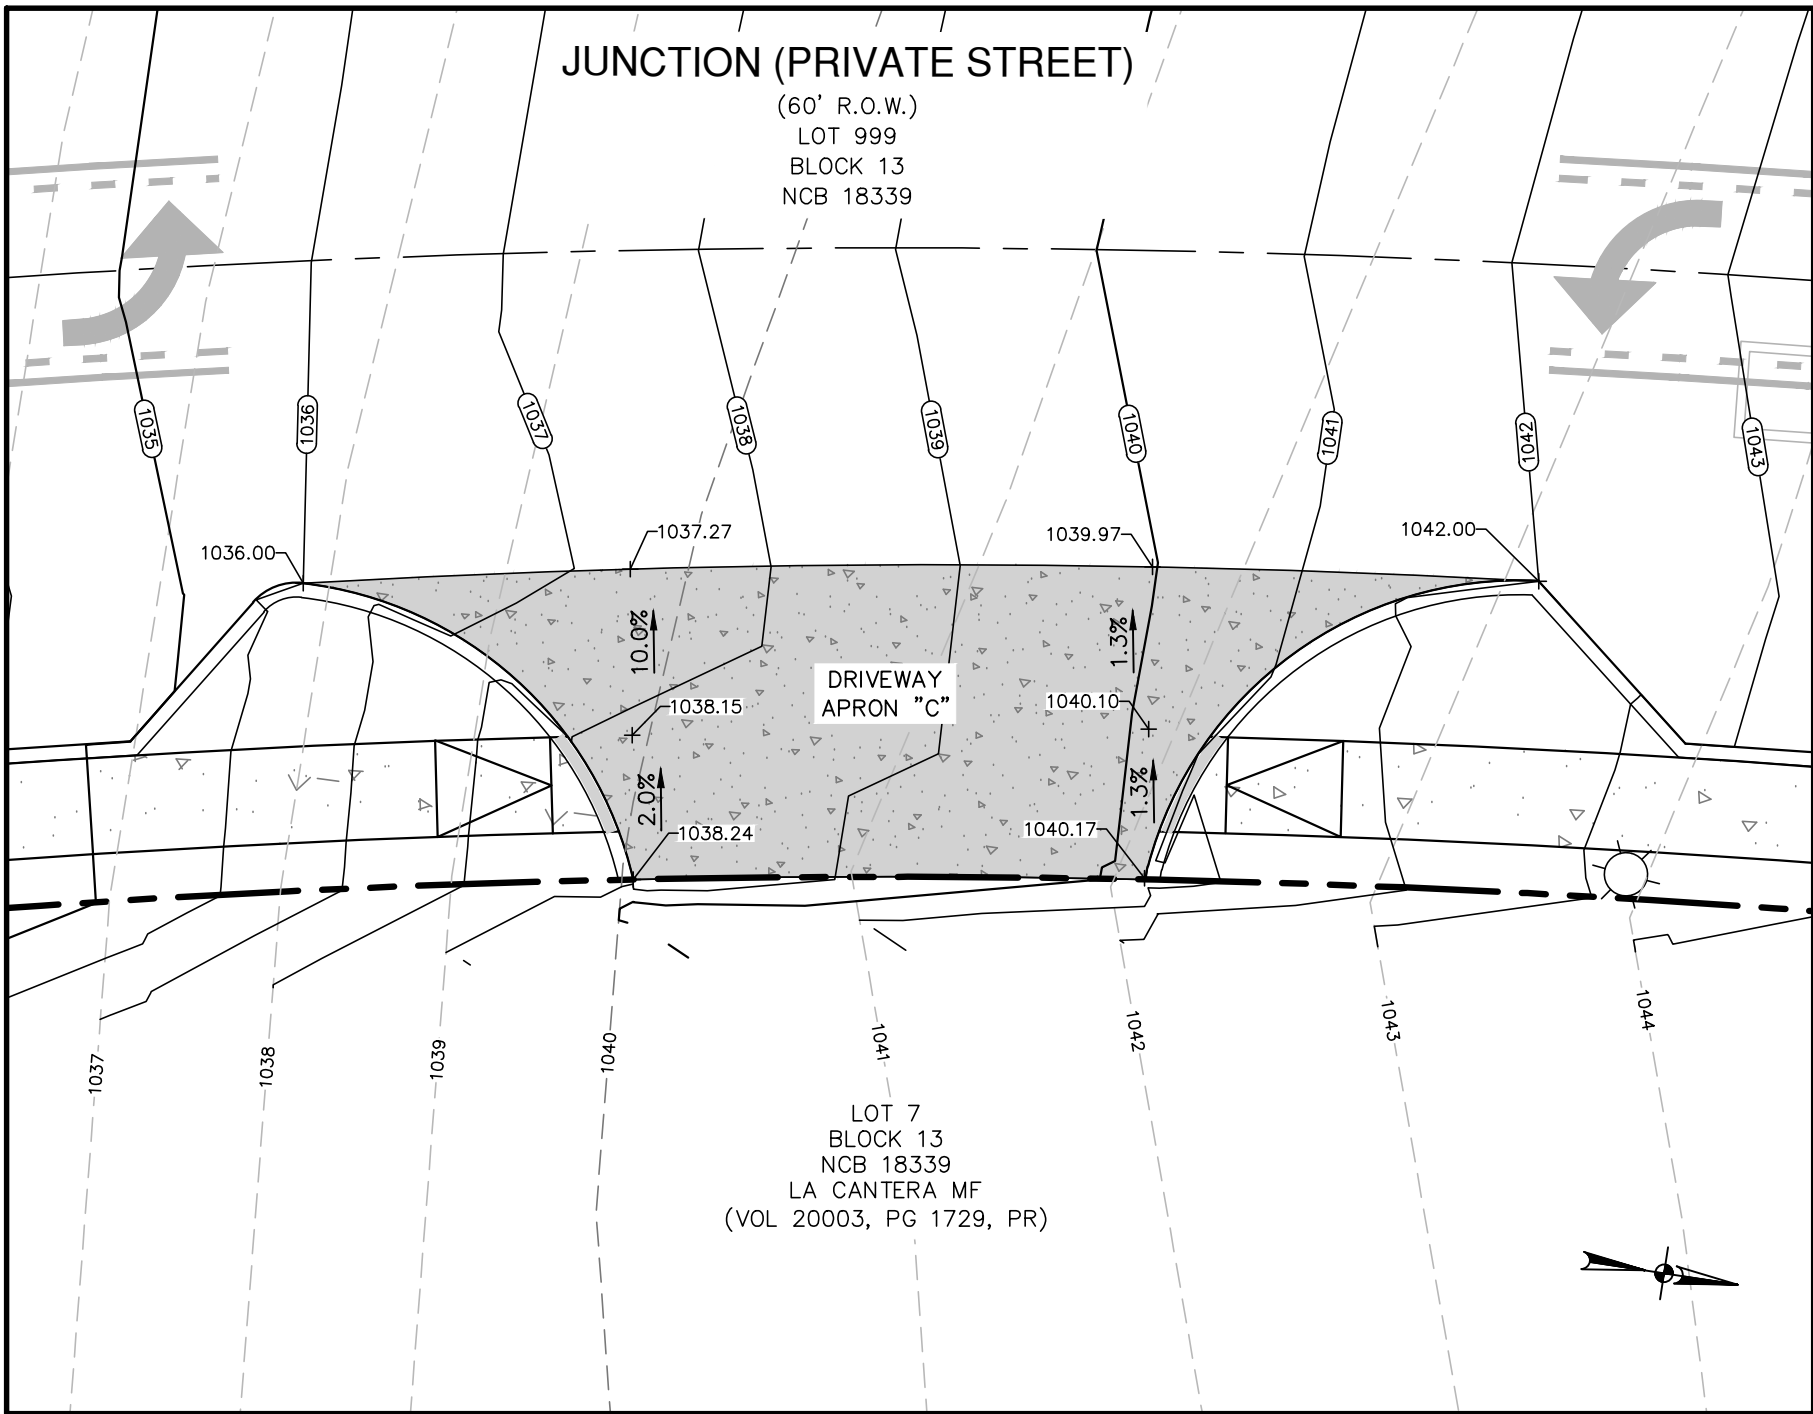 JUNCTION (PRIVATE STREET)
(60' R.O.W.)
LOT 999
BLOCK 13
NCB 18339
1035
1036
1037
1038
1039
1040
1041
1042
1043
1036.00
1037.27
1039.97
1042.00
10.0%
1.3%
DRIVEWAY
APRON "C"
1038.15
1040.10
2.0%
1.3%
1038.24
1040.17
1037
1038
1039
1040
1041
1042
1043
1044
LOT 7
BLOCK 13
NCB 18339
LA CANTERA MF
(VOL 20003, PG 1729, PR)